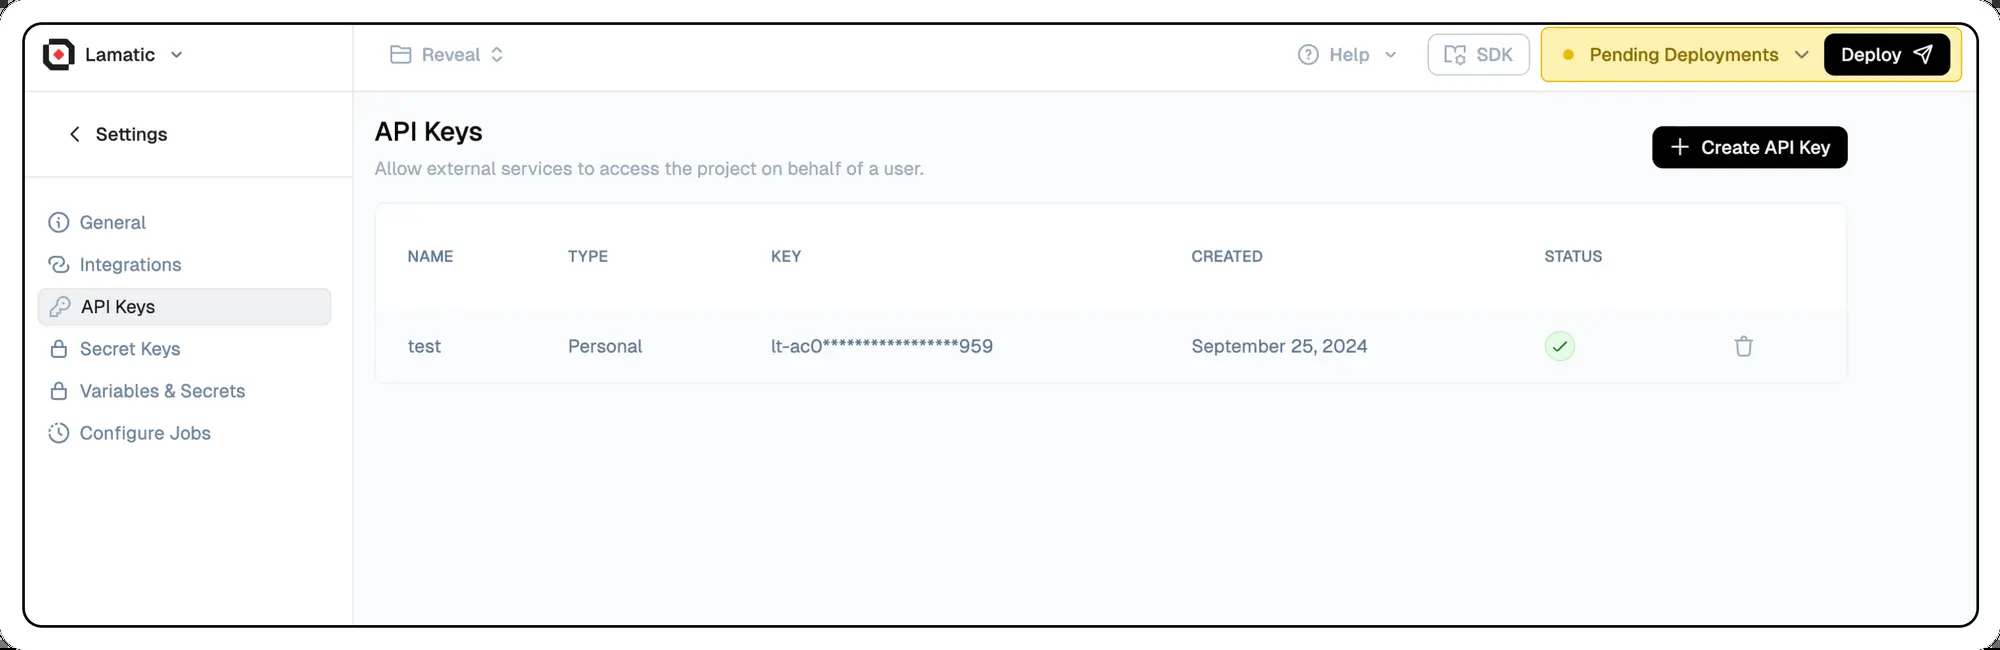 Lamatic
Reveal
Help
SDK
Pending Deployments
Deploy
Settings
General
Integrations
API Keys
Secret Keys
Variables & Secrets
Configure Jobs
API Keys
Allow external services to access the project on behalf of a user.
Create API Key
NAME TYPE KEY CREATED STATUS
test Personal lt-ac0*****************959 September 25, 2024